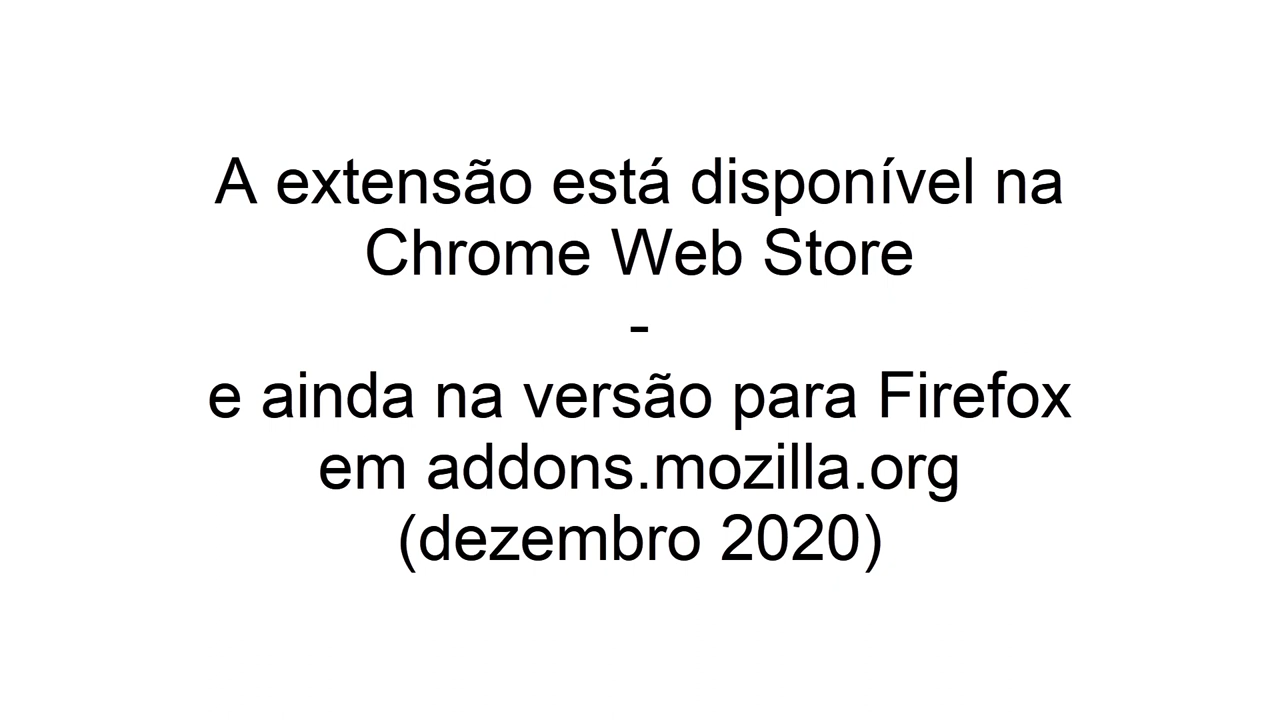 A extensão está disponível na
Chrome Web Store
-
e ainda na versão para Firefox
em addons.mozilla.org
(dezembro 2020)